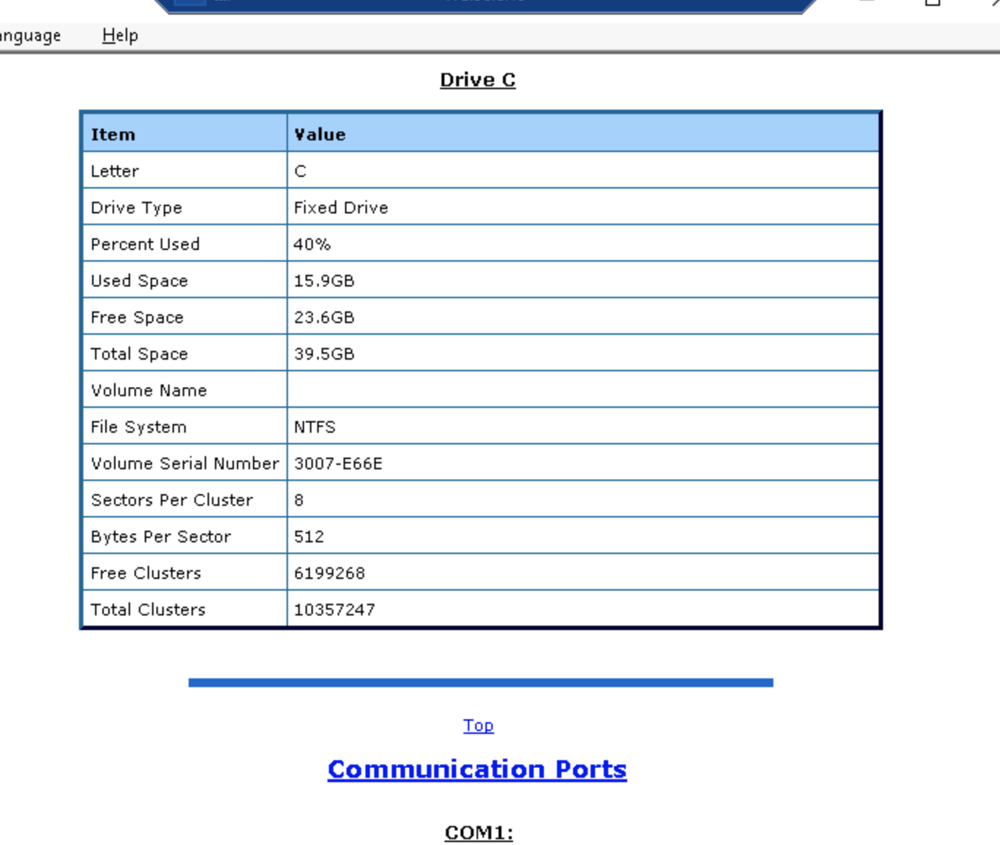 anguage Help
Drive C
Item Value
Letter C
Drive Type Fixed Drive
Percent Used 40%
Used Space 15.9GB
Free Space 23.6GB
Total Space 39.5GB
Volume Name
File System NTFS
Volume Serial Number 3007-E66E
Sectors Per Cluster 8
Bytes Per Sector 512
Free Clusters 6199268
Total Clusters 10357247
Top
Communication Ports
COM1: